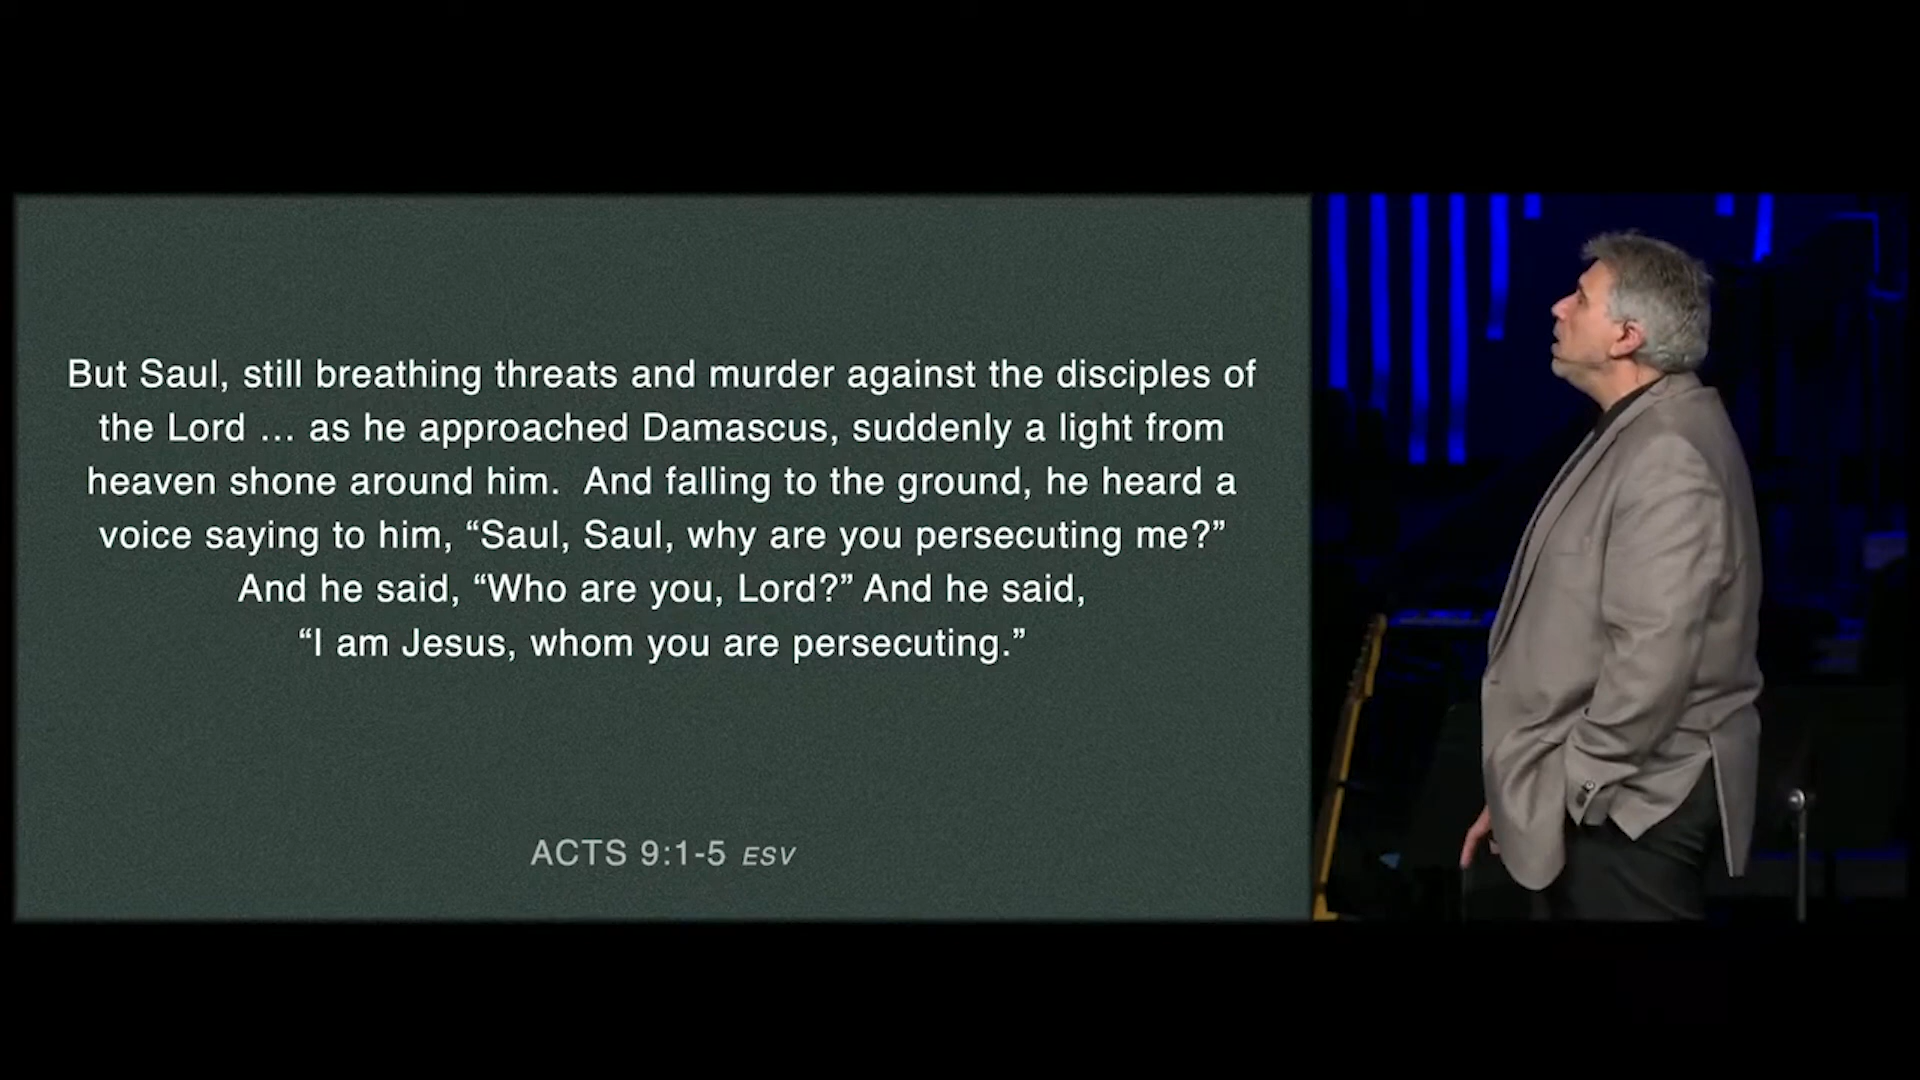 But Saul, still breathing threats and murder against the disciples of
the Lord ... as he approached Damascus, suddenly a light from
heaven shone around him.  And falling to the ground, he heard a
voice saying to him, “Saul, Saul, why are you persecuting me?”
And he said, “Who are you, Lord?” And he said,
“I am Jesus, whom you are persecuting.”
ACTS 9:1-5 ESV